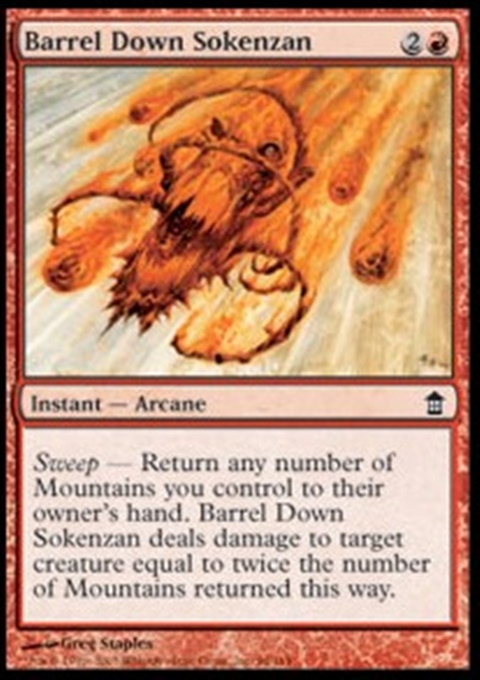 Barrel Down Sokenzan 2
Instant — Arcane
Sweep — Return any number of
Mountains you control to their
owner's hand. Barrel Down
Sokenzan deals damage to target
creature equal to twice the number
of Mountains returned this way.
Greg Staples